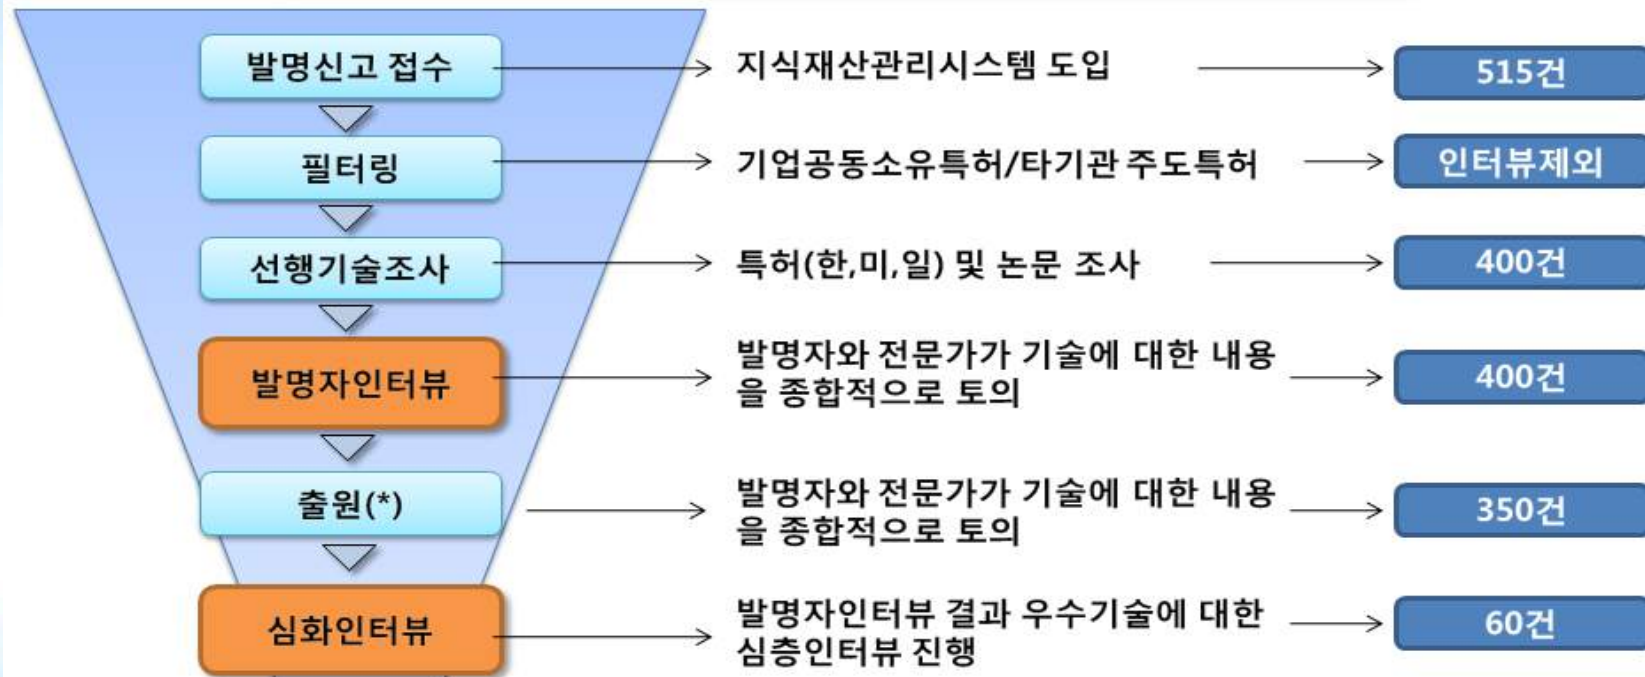 발명신고 접수
지식재산관리시스템 도입
515건
필터링
기업공동소유특허/타기관 주도특허
인터뷰제외
선행기술조사
특허(한,미,일) 및 논문 조사
400건
발명자인터뷰
발명자와 전문가가 기술에 대한 내용
을 종합적으로 토의
400건
출원(*)
발명자와 전문가가 기술에 대한 내용
을 종합적으로 토의
350건
심화인터뷰
발명자인터뷰 결과 우수기술에 대한
심층인터뷰 진행
60건